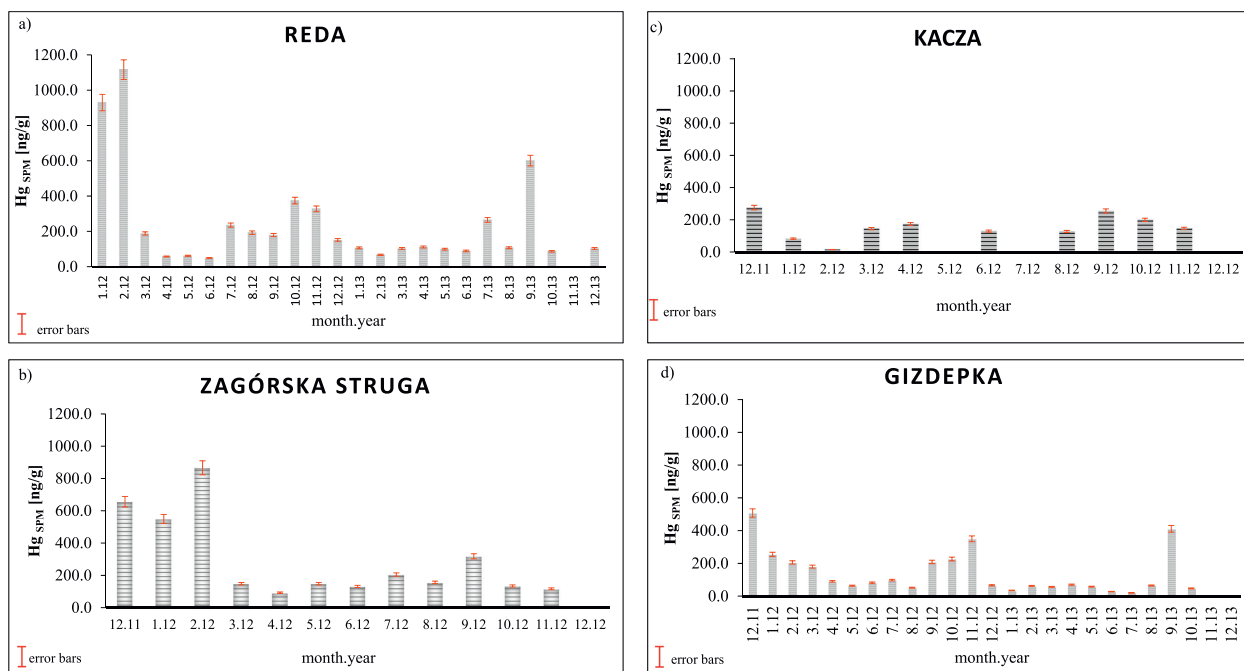 a)
REDA
1200.0
1000.0
800.0
600.0
400.0
200.0
0.0
Hg SPM [ng/g]
1.12 2.12 3.12 4.12 5.12 6.12 7.12 8.12 9.12 10.12 11.12 12.12 1.13 2.13 3.13 4.13 5.13 6.13 7.13 8.13 9.13 10.13 11.13 12.13
month.year
error bars
b)
ZAGÓRSKA STRUGA
1200.0
1000.0
800.0
600.0
400.0
200.0
0.0
Hg SPM [ng/g]
12.11 1.12 2.12 3.12 4.12 5.12 6.12 7.12 8.12 9.12 10.12 11.12 12.12
month.year
error bars
c)
KACZA
1200.0
1000.0
800.0
600.0
400.0
200.0
0.0
Hg SPM [ng/g ]
12.11 1.12 2.12 3.12 4.12 5.12 6.12 7.12 8.12 9.12 10.12 11.12 12.12
month.year
error bars
d)
GIZDEPKA
1200.0
1000.0
800.0
600.0
400.0
200.0
0.0
Hg SPM [ng/g]
12.11 1.12 2.12 3.12 4.12 5.12 6.12 7.12 8.12 9.12 10.12 11.12 12.12 1.13 2.13 3.13 4.13 5.13 6.13 7.13 8.13 9.13 10.13 11.13 12.13
month.year
error bars